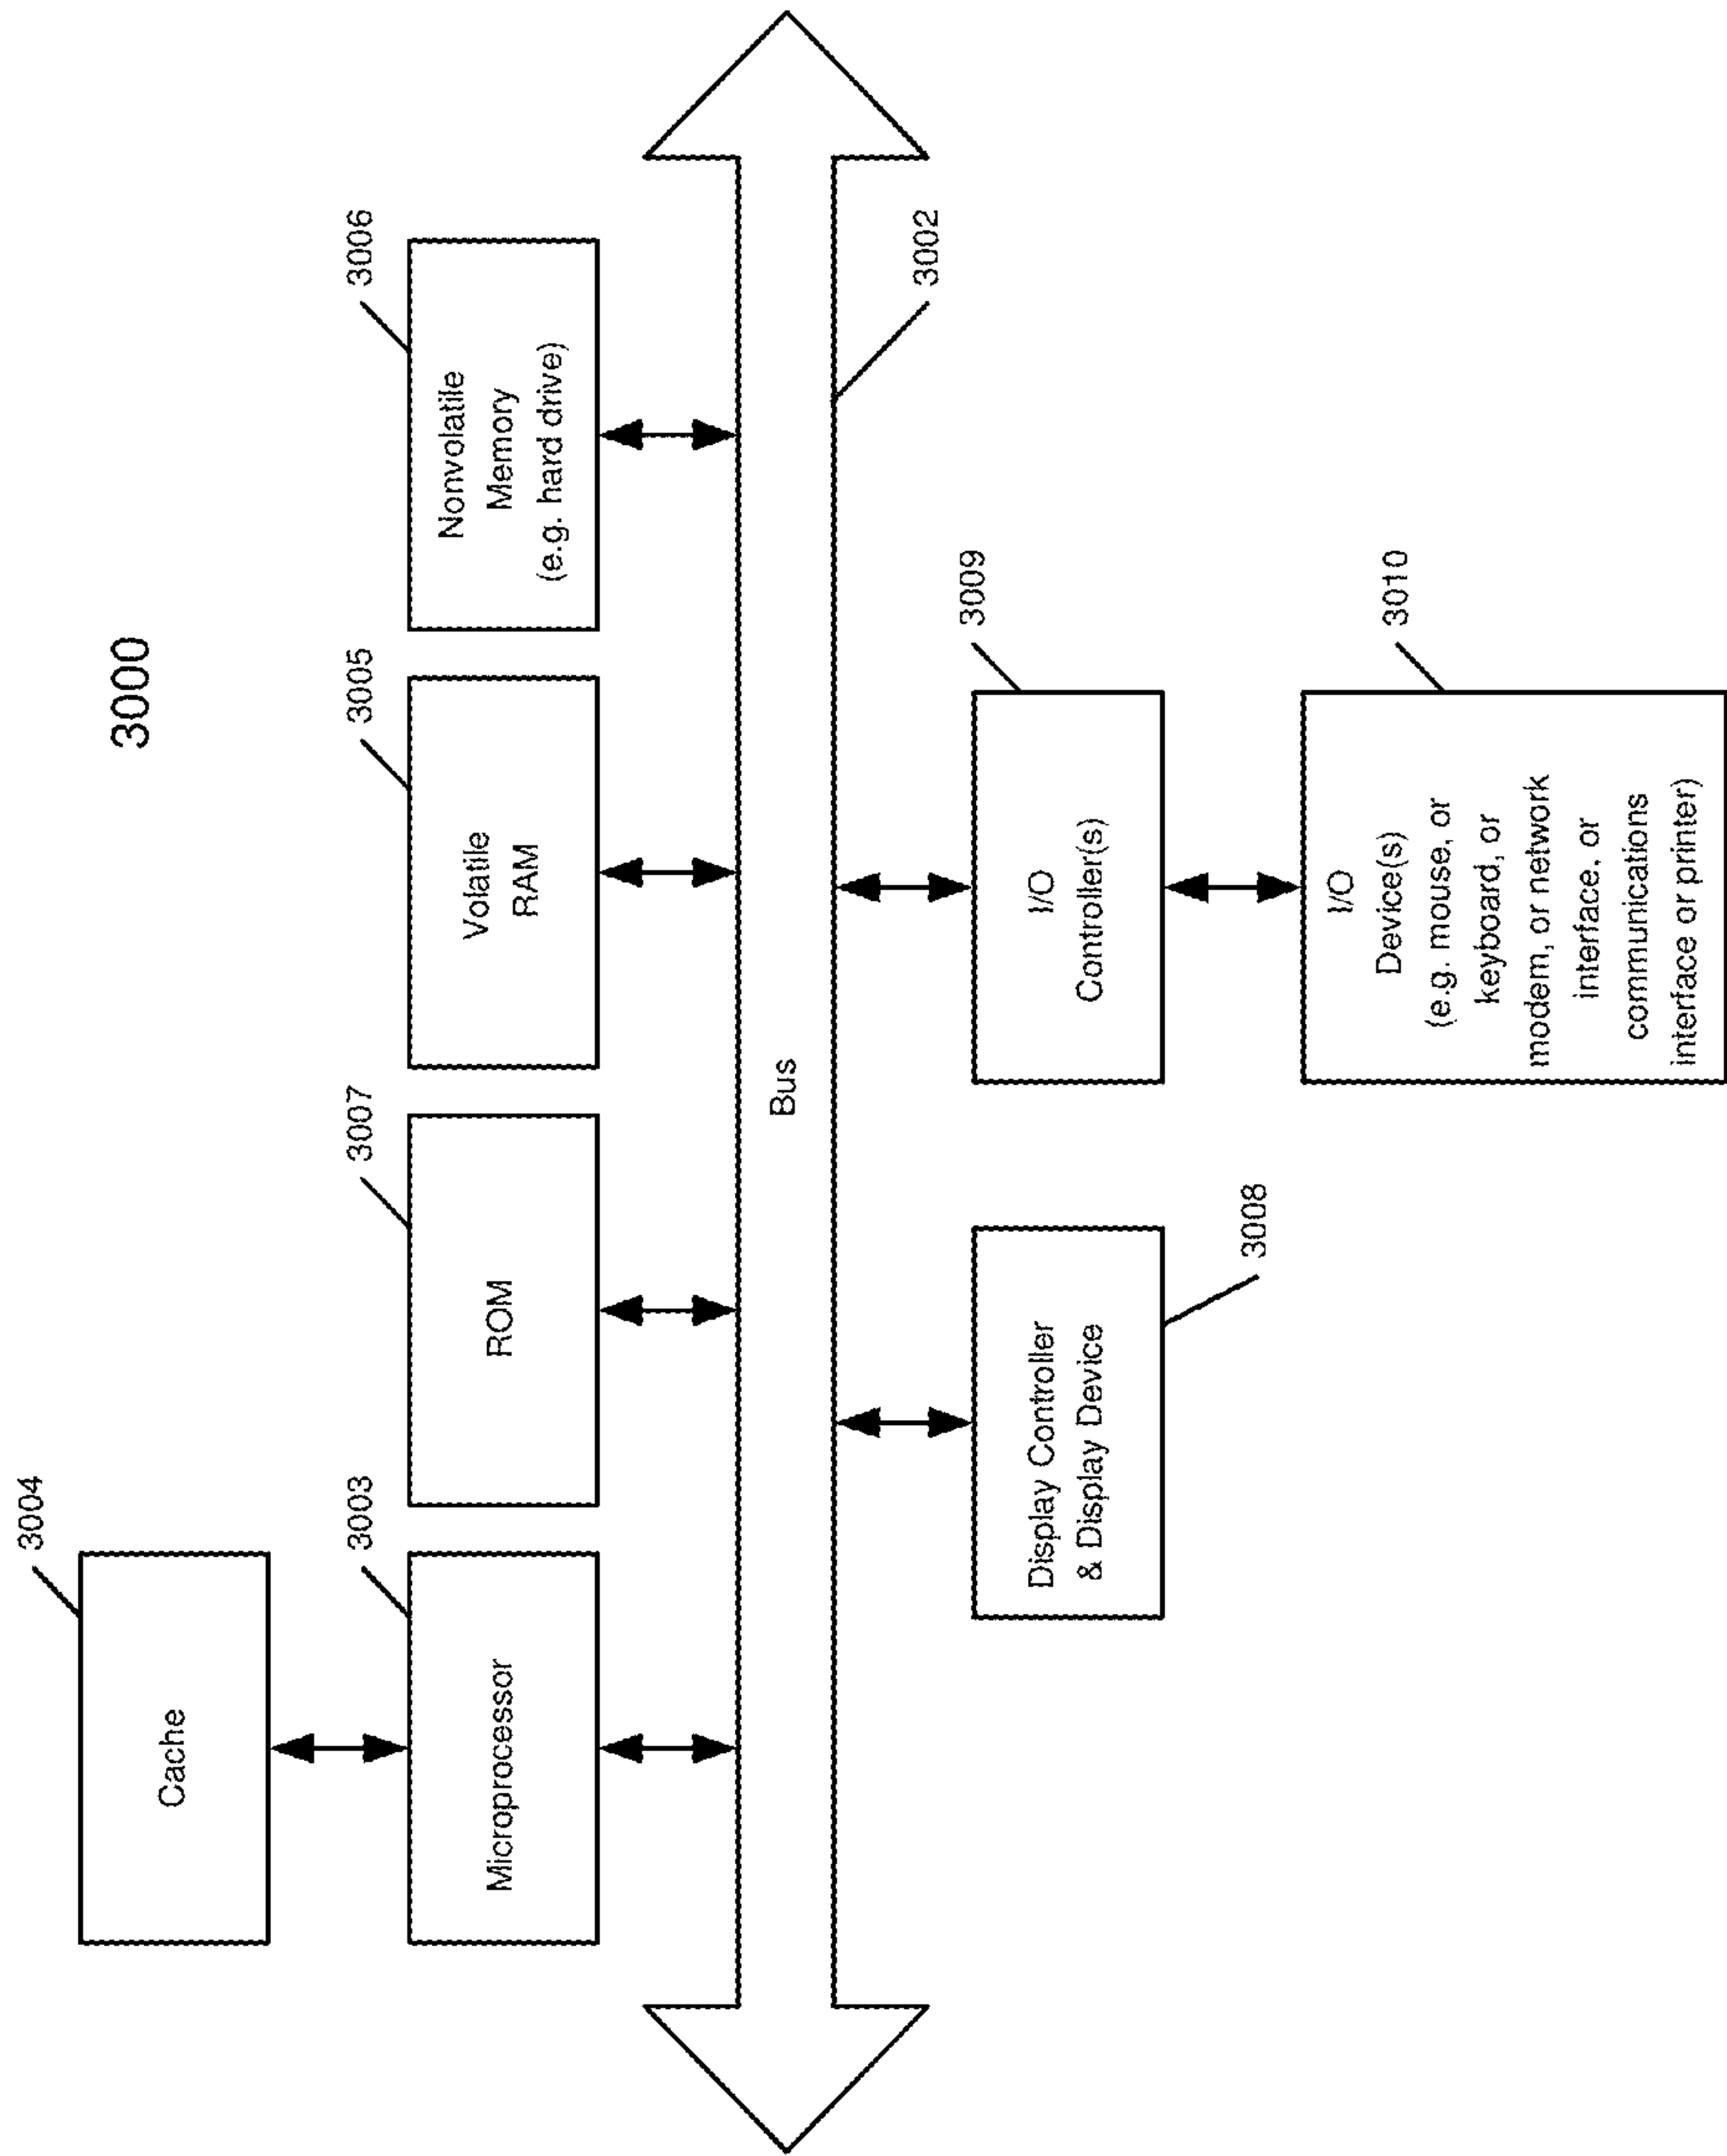 3000
3004
Cache
3003
Microprocessor
3007
ROM
3005
Volatile
RAM
3006
Nonvolatile
Memory
(e.g. hard drive)
Bus
3002
Display Controller
& Display Device
3008
I/O
Controller(s)
3009
I/O
Device(s)
(e.g. mouse, or
keyboard, or
modem, or network
interface, or
communications
interface or printer)
3010